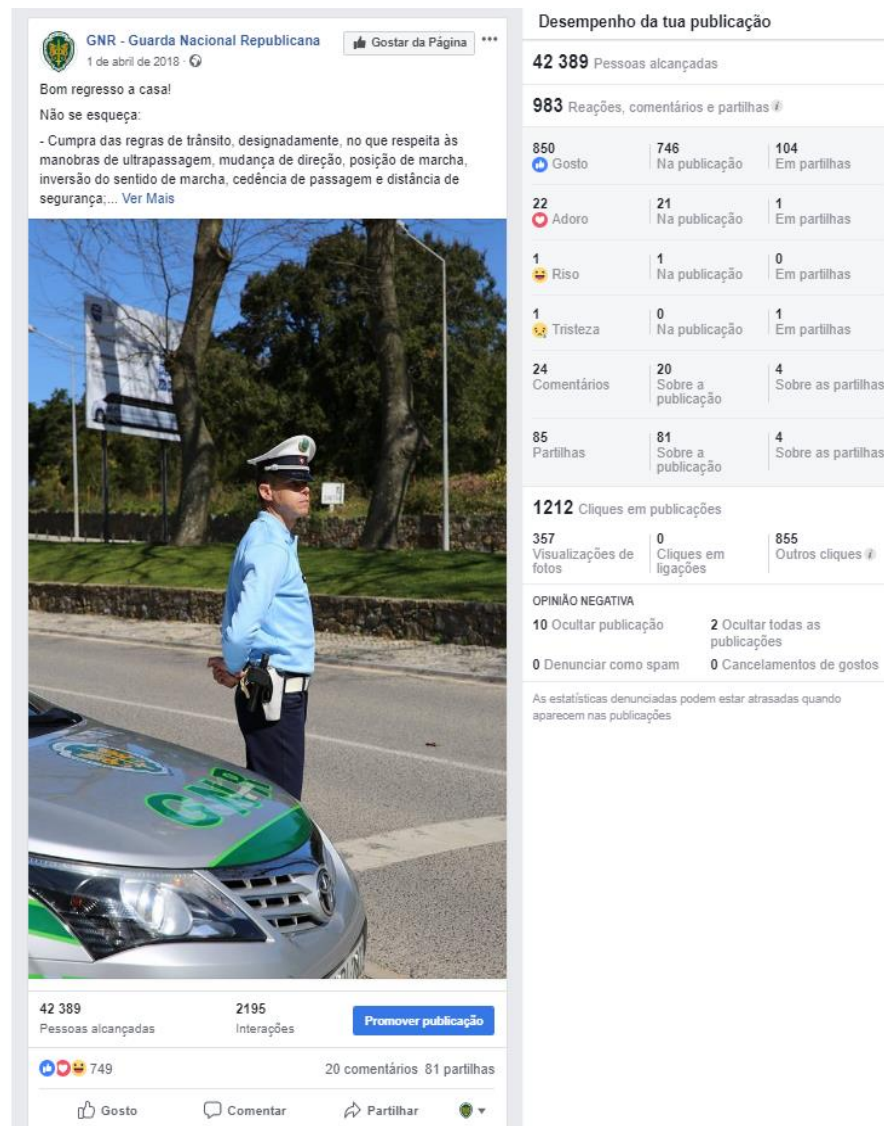 GNR - Guarda Nacional Republicana
Gostar da Página
1 de abril de 2018
Bom regresso a casa!
Não se esqueça:
- Cumpra das regras de trânsito, designadamente, no que respeita às
manobras de ultrapassagem, mudança de direção, posição de marcha,
inversão do sentido de marcha, cedência de passagem e distância de
segurança;... Ver Mais
GNR
42 389
Pessoas alcançadas
2195
Interações
Promover publicação
749
20 comentários 81 partilhas
Gosto
Comentar
Partilhar
Desempenho da tua publicação
42 389 Pessoas alcançadas
983 Reações, comentários e partilhas
850
Gosto
746
Na publicação
104
Em partilhas
22
Adoro
21
Na publicação
1
Em partilhas
1
Riso
1
Na publicação
0
Em partilhas
1
Tristeza
0
Na publicação
1
Em partilhas
24
Comentários
20
Sobre a
publicação
4
Sobre as partilhas
85
Partilhas
81
Sobre a
publicação
4
Sobre as partilhas
1212 Cliques em publicações
357
Visualizações de
fotos
0
Cliques em
ligações
855
Outros cliques
OPINIÃO NEGATIVA
10 Ocultar publicação
2 Ocultar todas as
publicações
0 Denunciar como spam
0 Cancelamentos de gostos
As estatísticas denunciadas podem estar atrasadas quando
aparecem nas publicações